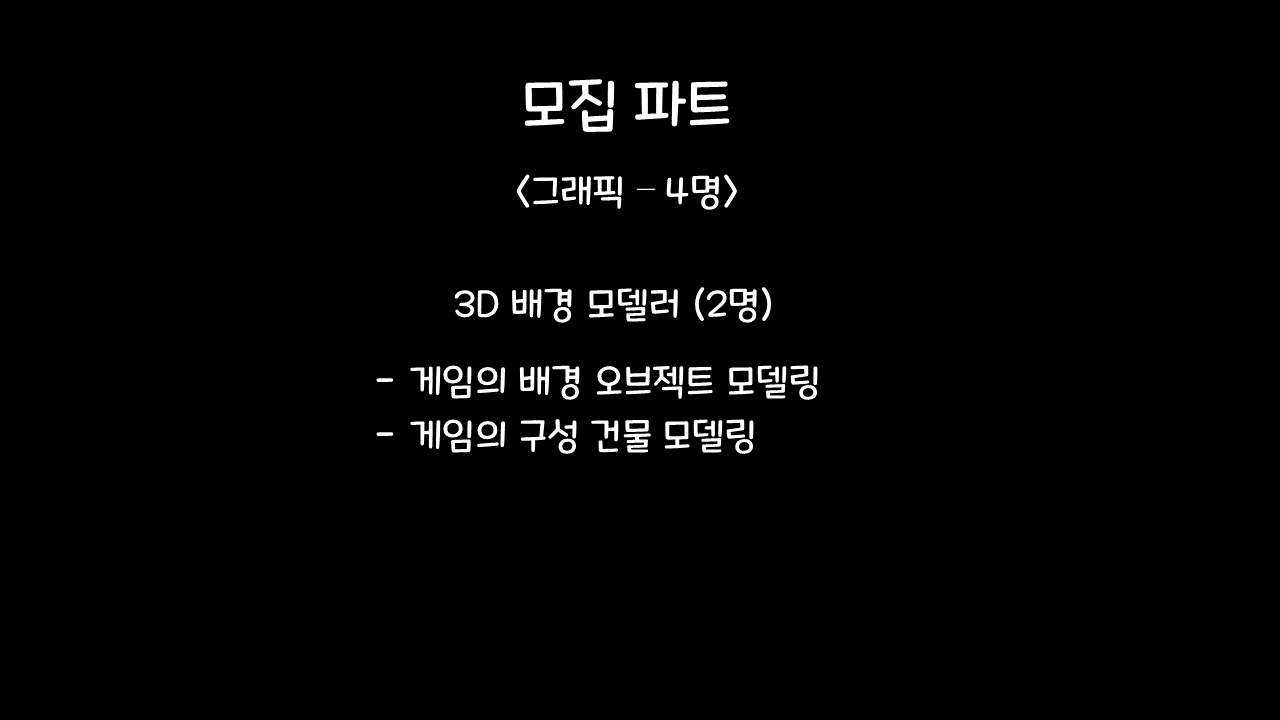 모집 파트
<그래픽 - 4명>
3D 배경 모델러 (2명)
- 게임의 배경 오브젝트 모델링
- 게임의 구성 건물 모델링